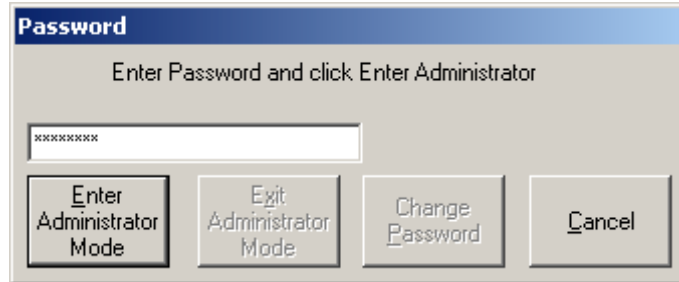 Password
Enter Password and click Enter Administrator
********
Enter
Administrator
Mode
Exit
Administrator
Mode
Change
Password
Cancel